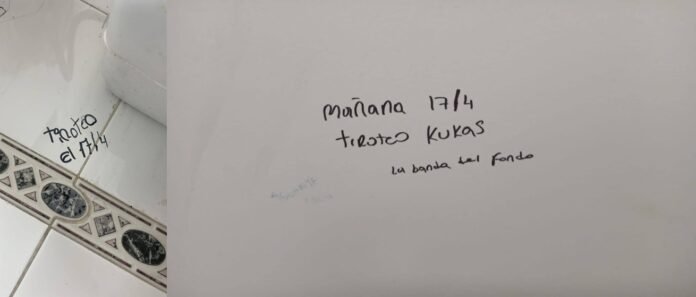 tiroteo
el 17/4
mañana 17/4
tiroteo KUKAS
La banda del fondo